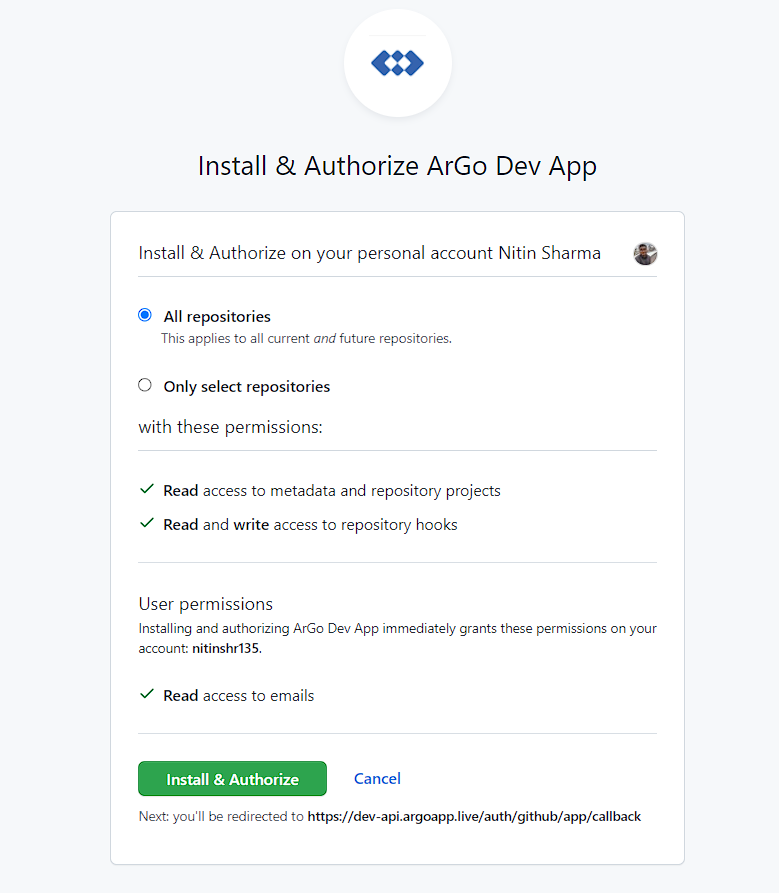 Install & Authorize ArGo Dev App
Install & Authorize on your personal account Nitin Sharma
All repositories
This applies to all current and future repositories.
Only select repositories
with these permissions:
Read access to metadata and repository projects
Read and write access to repository hooks
User permissions
Installing and authorizing ArGo Dev App immediately grants these permissions on your
account: nitinshr135.
Read access to emails
Install & Authorize Cancel
Next: you'll be redirected to https://dev-api.argoapp.live/auth/github/app/callback